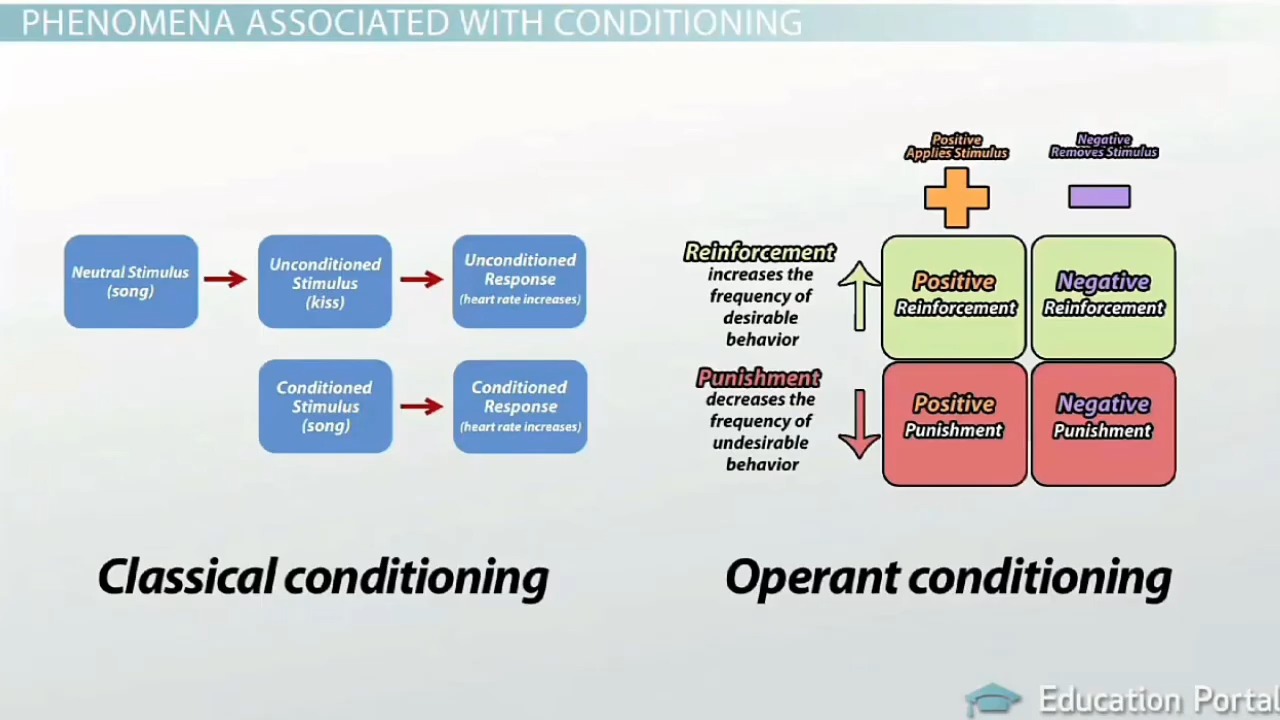 PHENOMENA ASSOCIATED WITH CONDITIONING
Neutral Stimulus
(song)
Unconditioned
Stimulus
(kiss)
Unconditioned
Response
(heart rate increases)
Conditioned
Stimulus
(song)
Conditioned
Response
(heart rate increases)
Classical conditioning
Positive
Applies Stimulus
Negative
Removes Stimulus
Reinforcement
increases the
frequency of
desirable
behavior
Positive
Reinforcement
Negative
Reinforcement
Punishment
decreases the
frequency of
undesirable
behavior
Positive
Punishment
Negative
Punishment
Operant conditioning
Education Portal